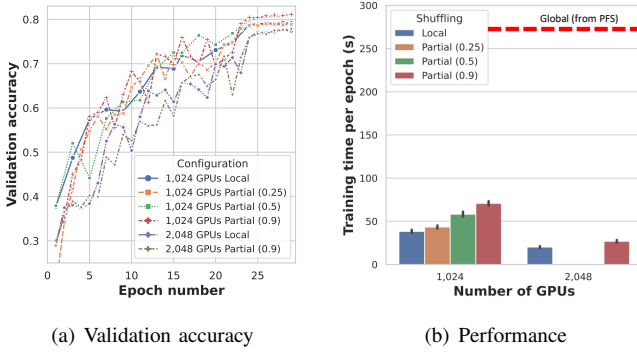 0.8
0.7
0.6
0.5
0.4
0.3
Validation accuracy
0
5
10
15
20
25
Epoch number
Configuration
1,024 GPUs Local
1,024 GPUs Partial (0.25)
1,024 GPUs Partial (0.5)
1,024 GPUs Partial (0.9)
2,048 GPUs Local
2,048 GPUs Partial (0.9)
(a) Validation accuracy
300
250
200
150
100
50
0
Training time per epoch (s)
Shuffling
Local
Partial (0.25)
Partial (0.5)
Partial (0.9)
Global (from PFS)
1,024
2,048
Number of GPUs
(b) Performance